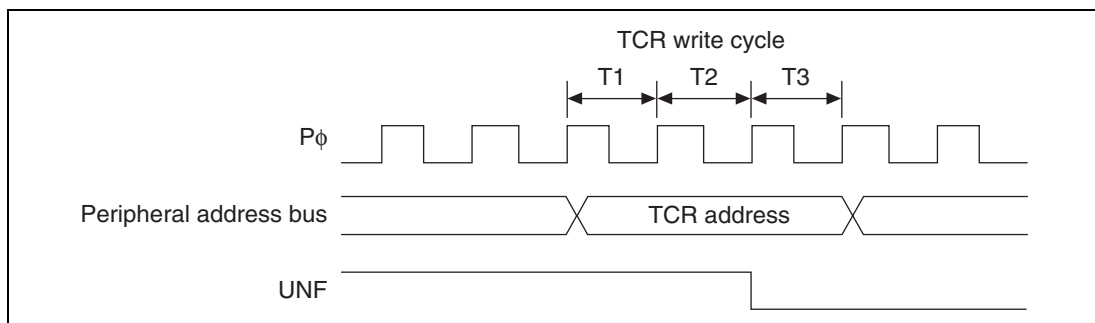 TCR write cycle
T1 T2 T3
Pϕ
Peripheral address bus
TCR address
UNF